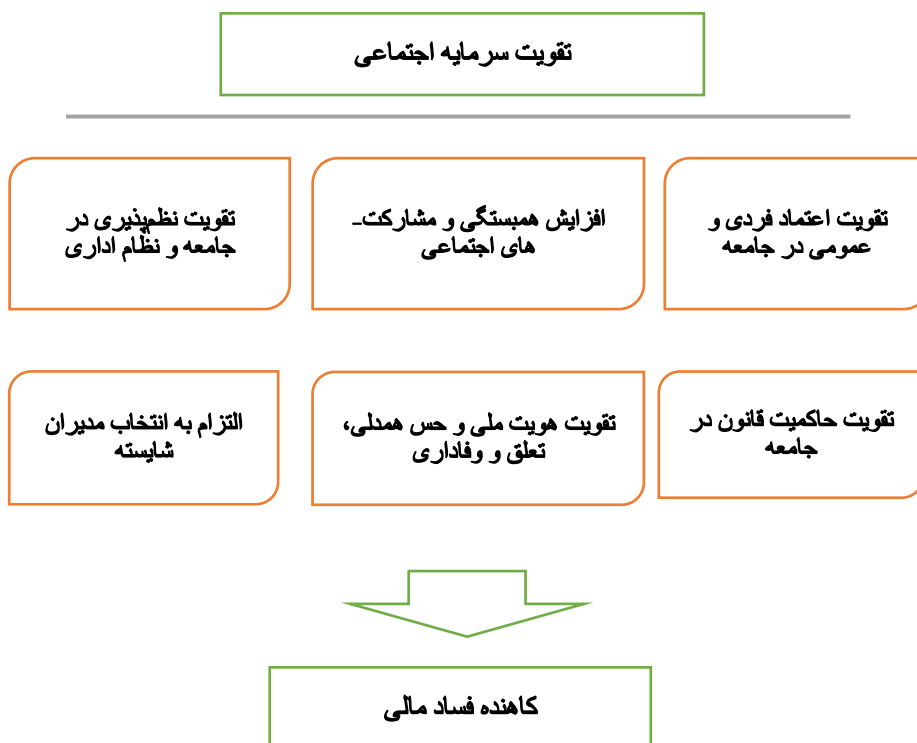 تقویت سرمایه اجتماعی
تقویت اعتماد فردی و
عمومی در جامعه
افزایش همبستگی و مشارکت-
های اجتماعی
تقویت نظم‌پذیری در
جامعه و نظام اداری
تقویت حاکمیت قانون در
جامعه
تقویت هویت ملی و حس همدلی،
تعلق و وفاداری
التزام به انتخاب مدیران
شایسته
کاهنده فساد مالی